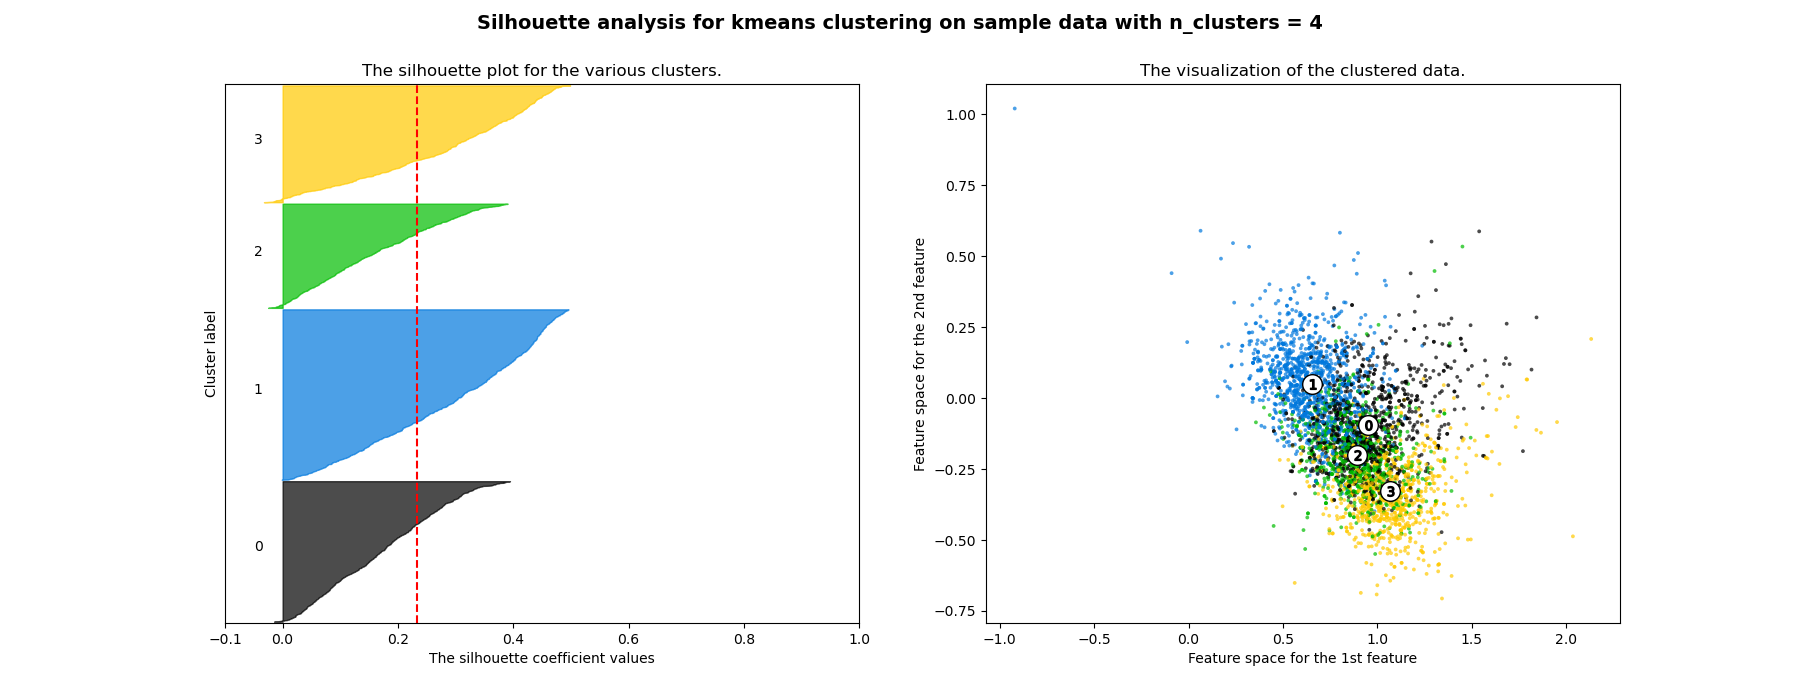 Silhouette analysis for kmeans clustering on sample data with n_clusters = 4
The silhouette plot for the various clusters.
3
2
1
0
Cluster label
−0.1 0.0 0.2 0.4 0.6 0.8 1.0
The silhouette coefficient values
The visualization of the clustered data.
1.00
0.75
0.50
0.25
0.00
−0.25
−0.50
−0.75
Feature space for the 2nd feature
1
0
2
3
−1.0 −0.5 0.0 0.5 1.0 1.5 2.0
Feature space for the 1st feature